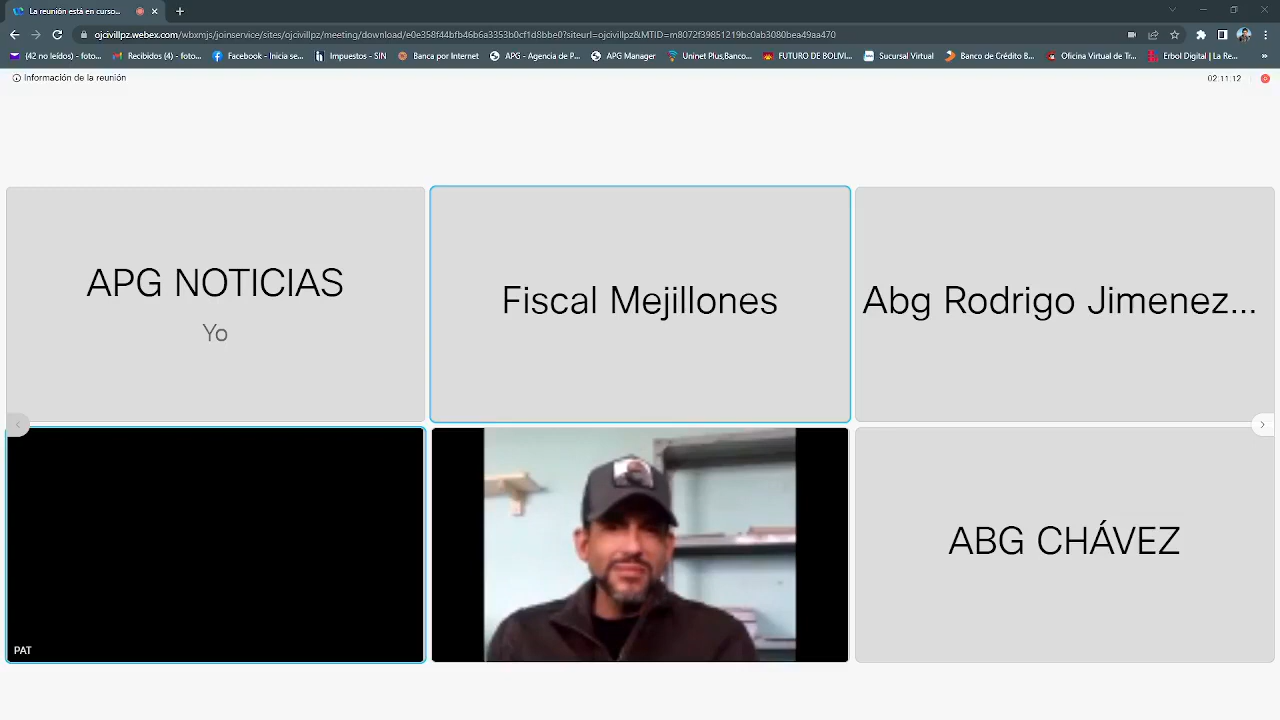 La reunión está en curso...
ojcivillpz.webex.com/wbxmjs/joinservice/sites/ojcivillpz/meeting/download/e0e358f44bfb46b6a3353b0cf1d8bbe0?siteurl=ojcivillpz&MTID=m8072f39851219bc0ab3080bea49aa470
(42 no leídos) - foto... Recibidos (4) - foto... Facebook - Inicia se... Impuestos - SIN Banca por Internet APG - Agencia de P... APG Manager Uninet Plus,Banco... FUTURO DE BOLIVI... Sucursal Virtual Banco de Crédito B... Oficina Virtual de Tr... Erbol Digital | La Re...
Información de la reunión 02:11:12
APG NOTICIAS
Yo
Fiscal Mejillones
Abg Rodrigo Jimenez...
PAT
ABG CHÁVEZ